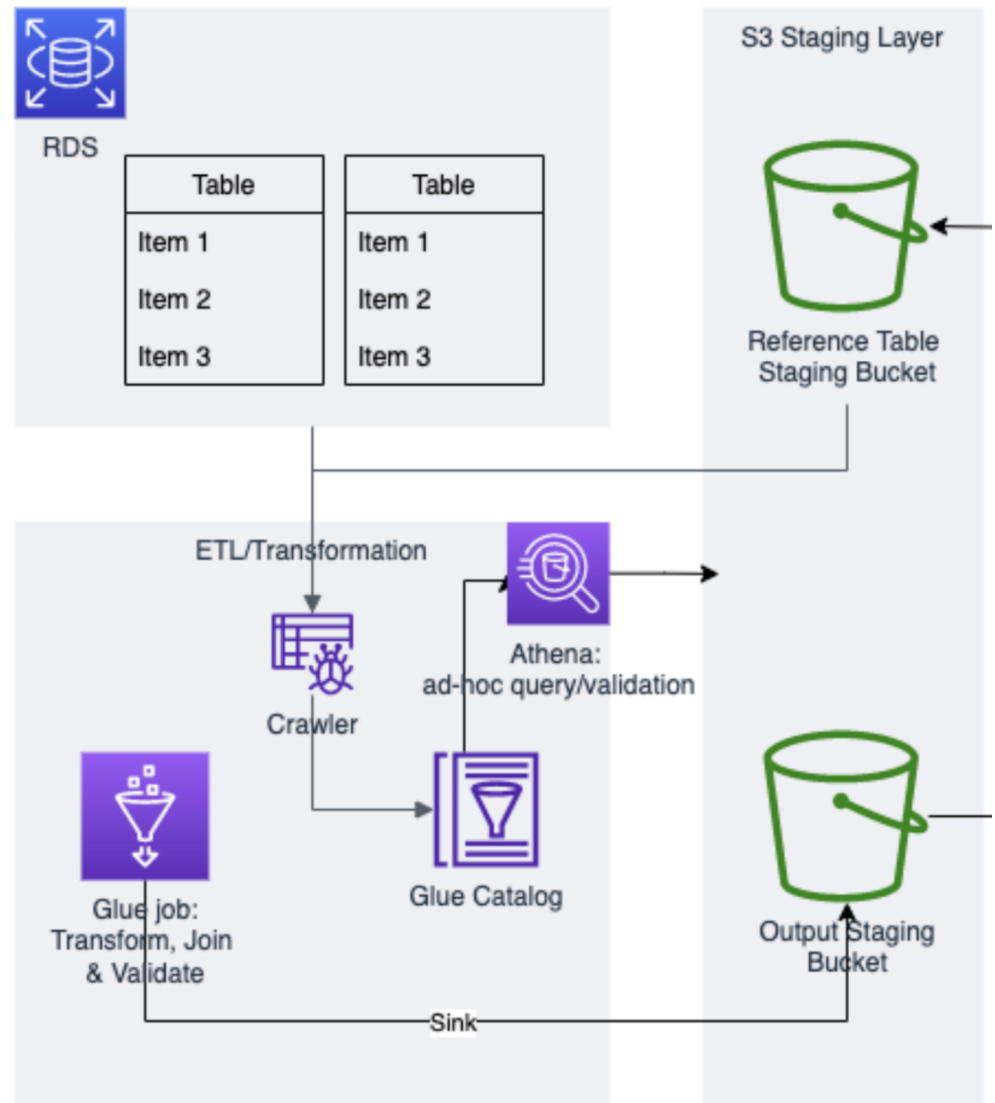 S3 Staging Layer
RDS
Table
Item 1
Item 2
Item 3
Table
Item 1
Item 2
Item 3
Reference Table
Staging Bucket
ETL/Transformation
Athena:
ad-hoc query/validation
Crawler
Glue Catalog
Glue job:
Transform, Join
& Validate
Output Staging
Bucket
Sink